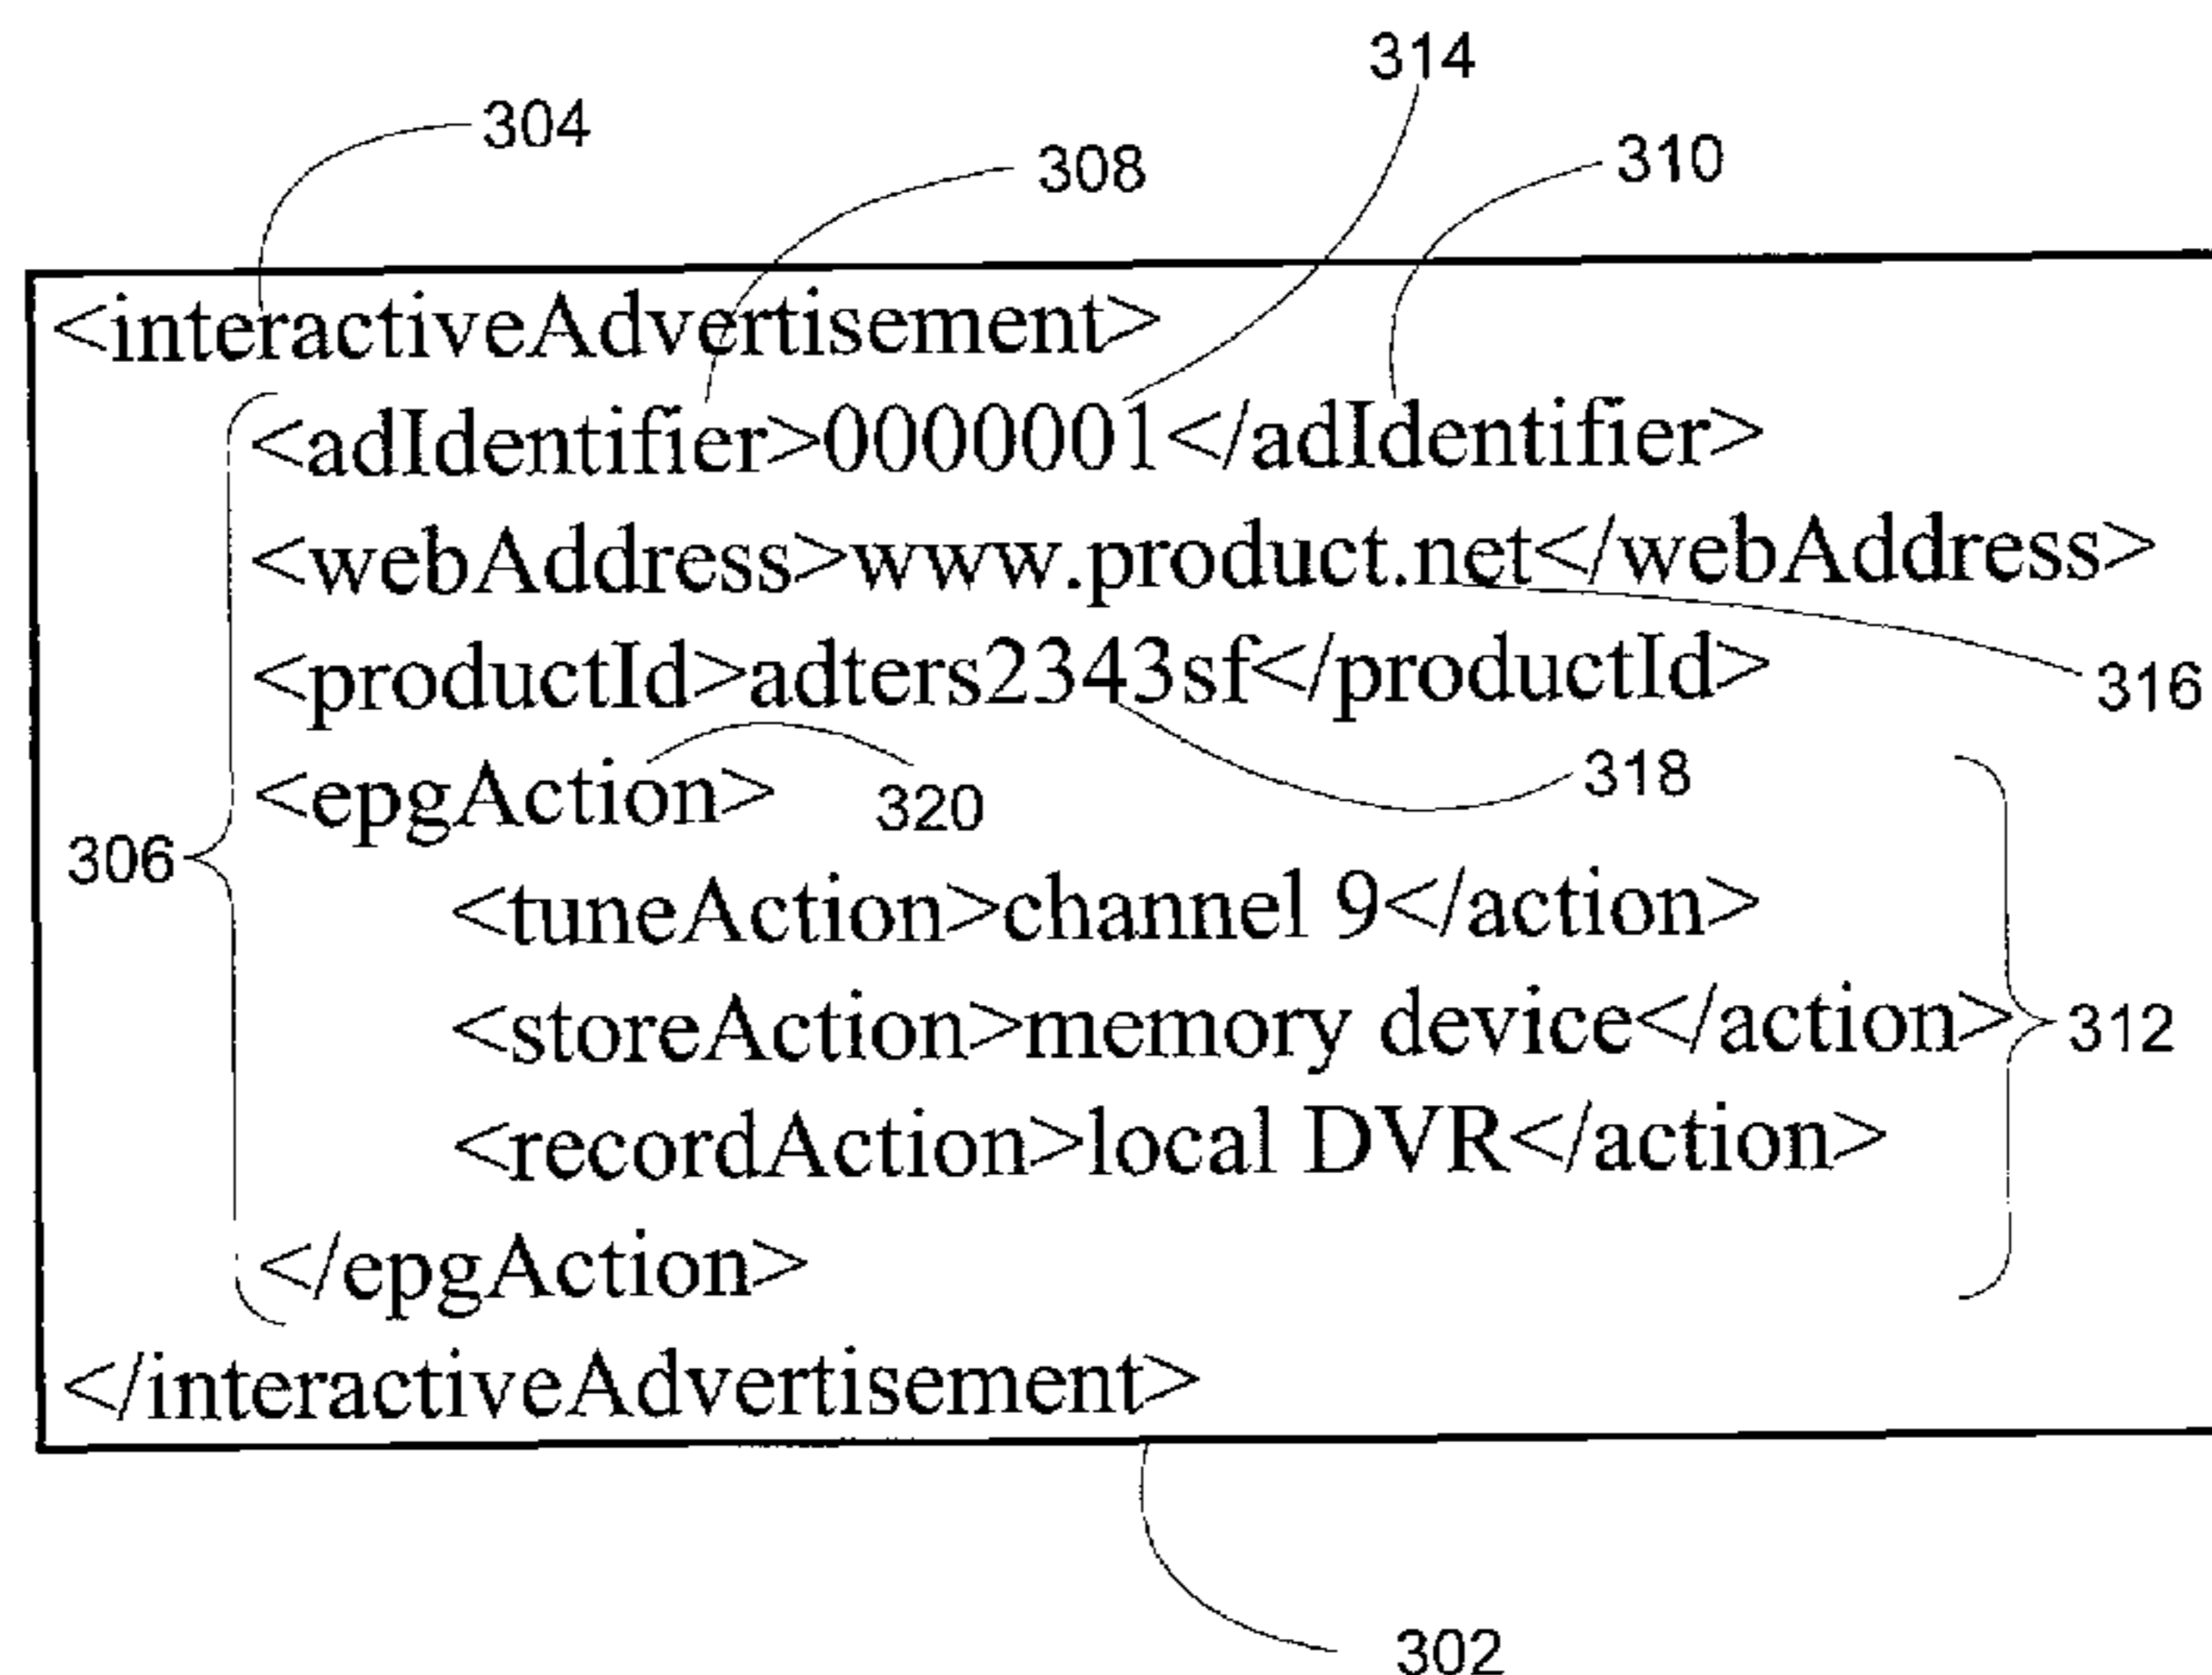 314
304
308
310
<interactiveAdvertisement>
<adIdentifier>0000001</adIdentifier>
<webAddress>www.product.net</webAddress>
<productId>adters2343sf</productId>
316
<epgAction>
320
318
306
<tuneAction>channel 9</action>
<storeAction>memory device</action>
312
<recordAction>local DVR</action>
</epgAction>
</interactiveAdvertisement>
302